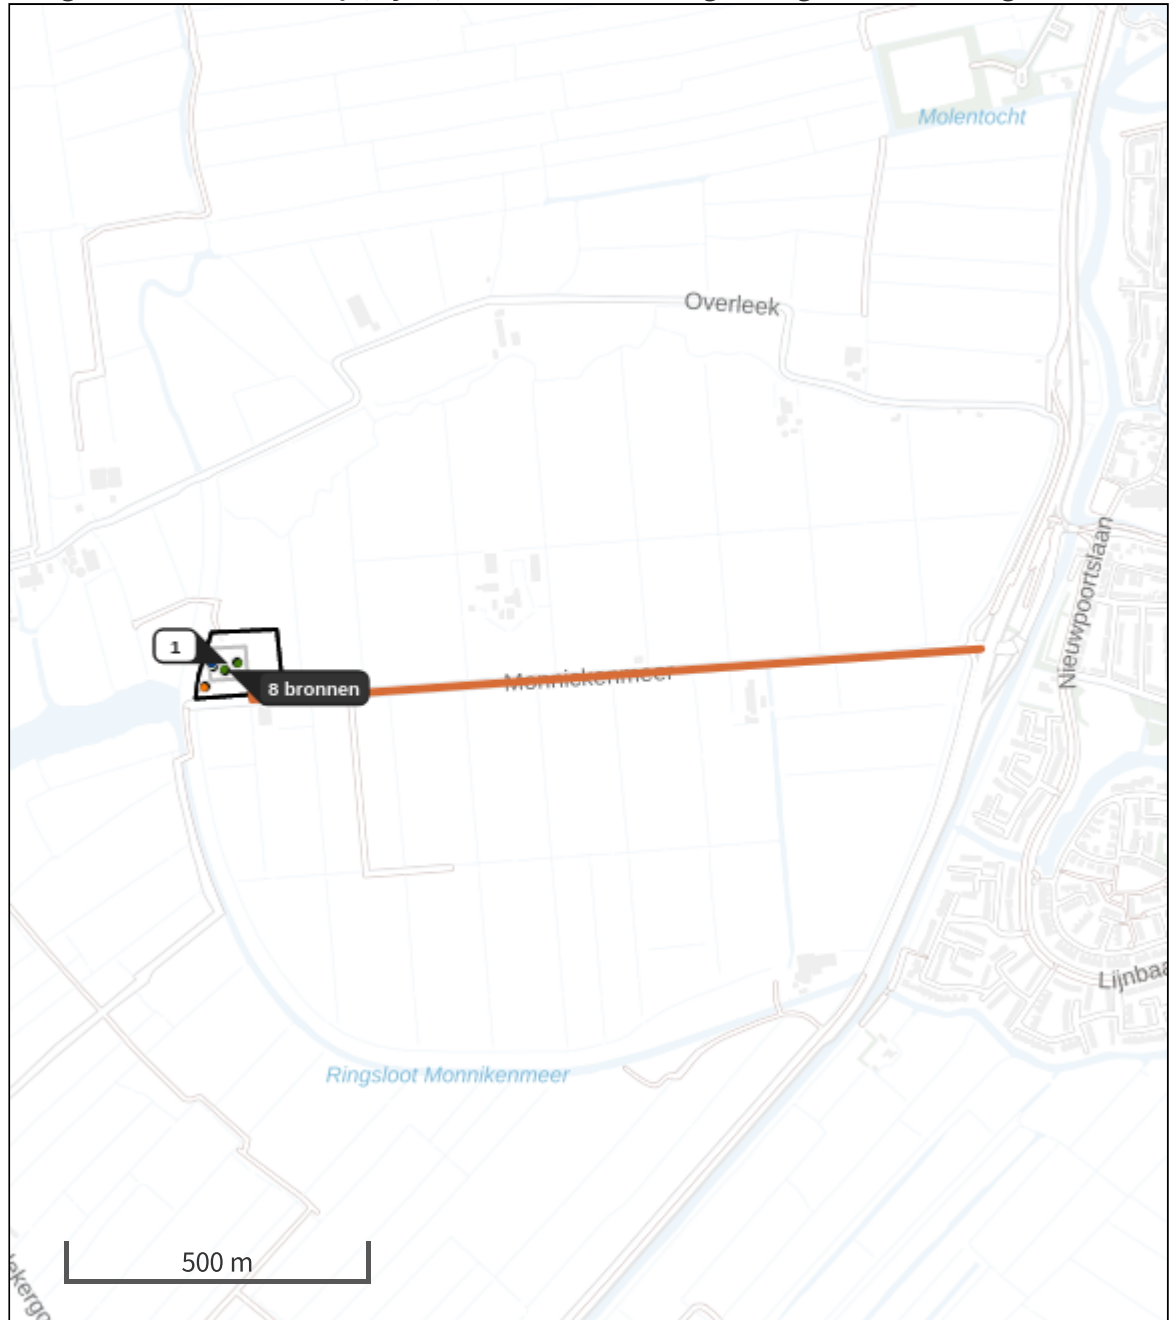 Molentocht
Overleek
Nieuwpoortslaan
1
8 bronnen
Monnickenmeer
Lijnbaa
Ringsloot Monnikenmeer
500 m